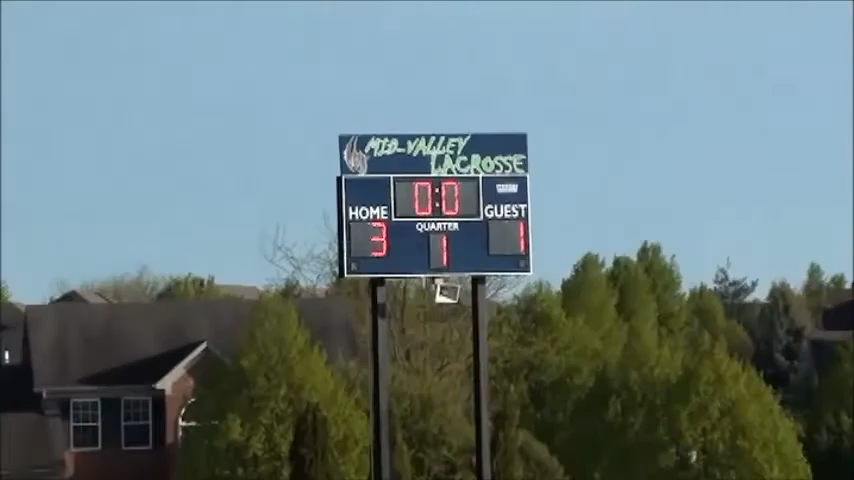 MID-VALLEY
LACROSSE
0:0
HOME
GUEST
QUARTER
3
1
1